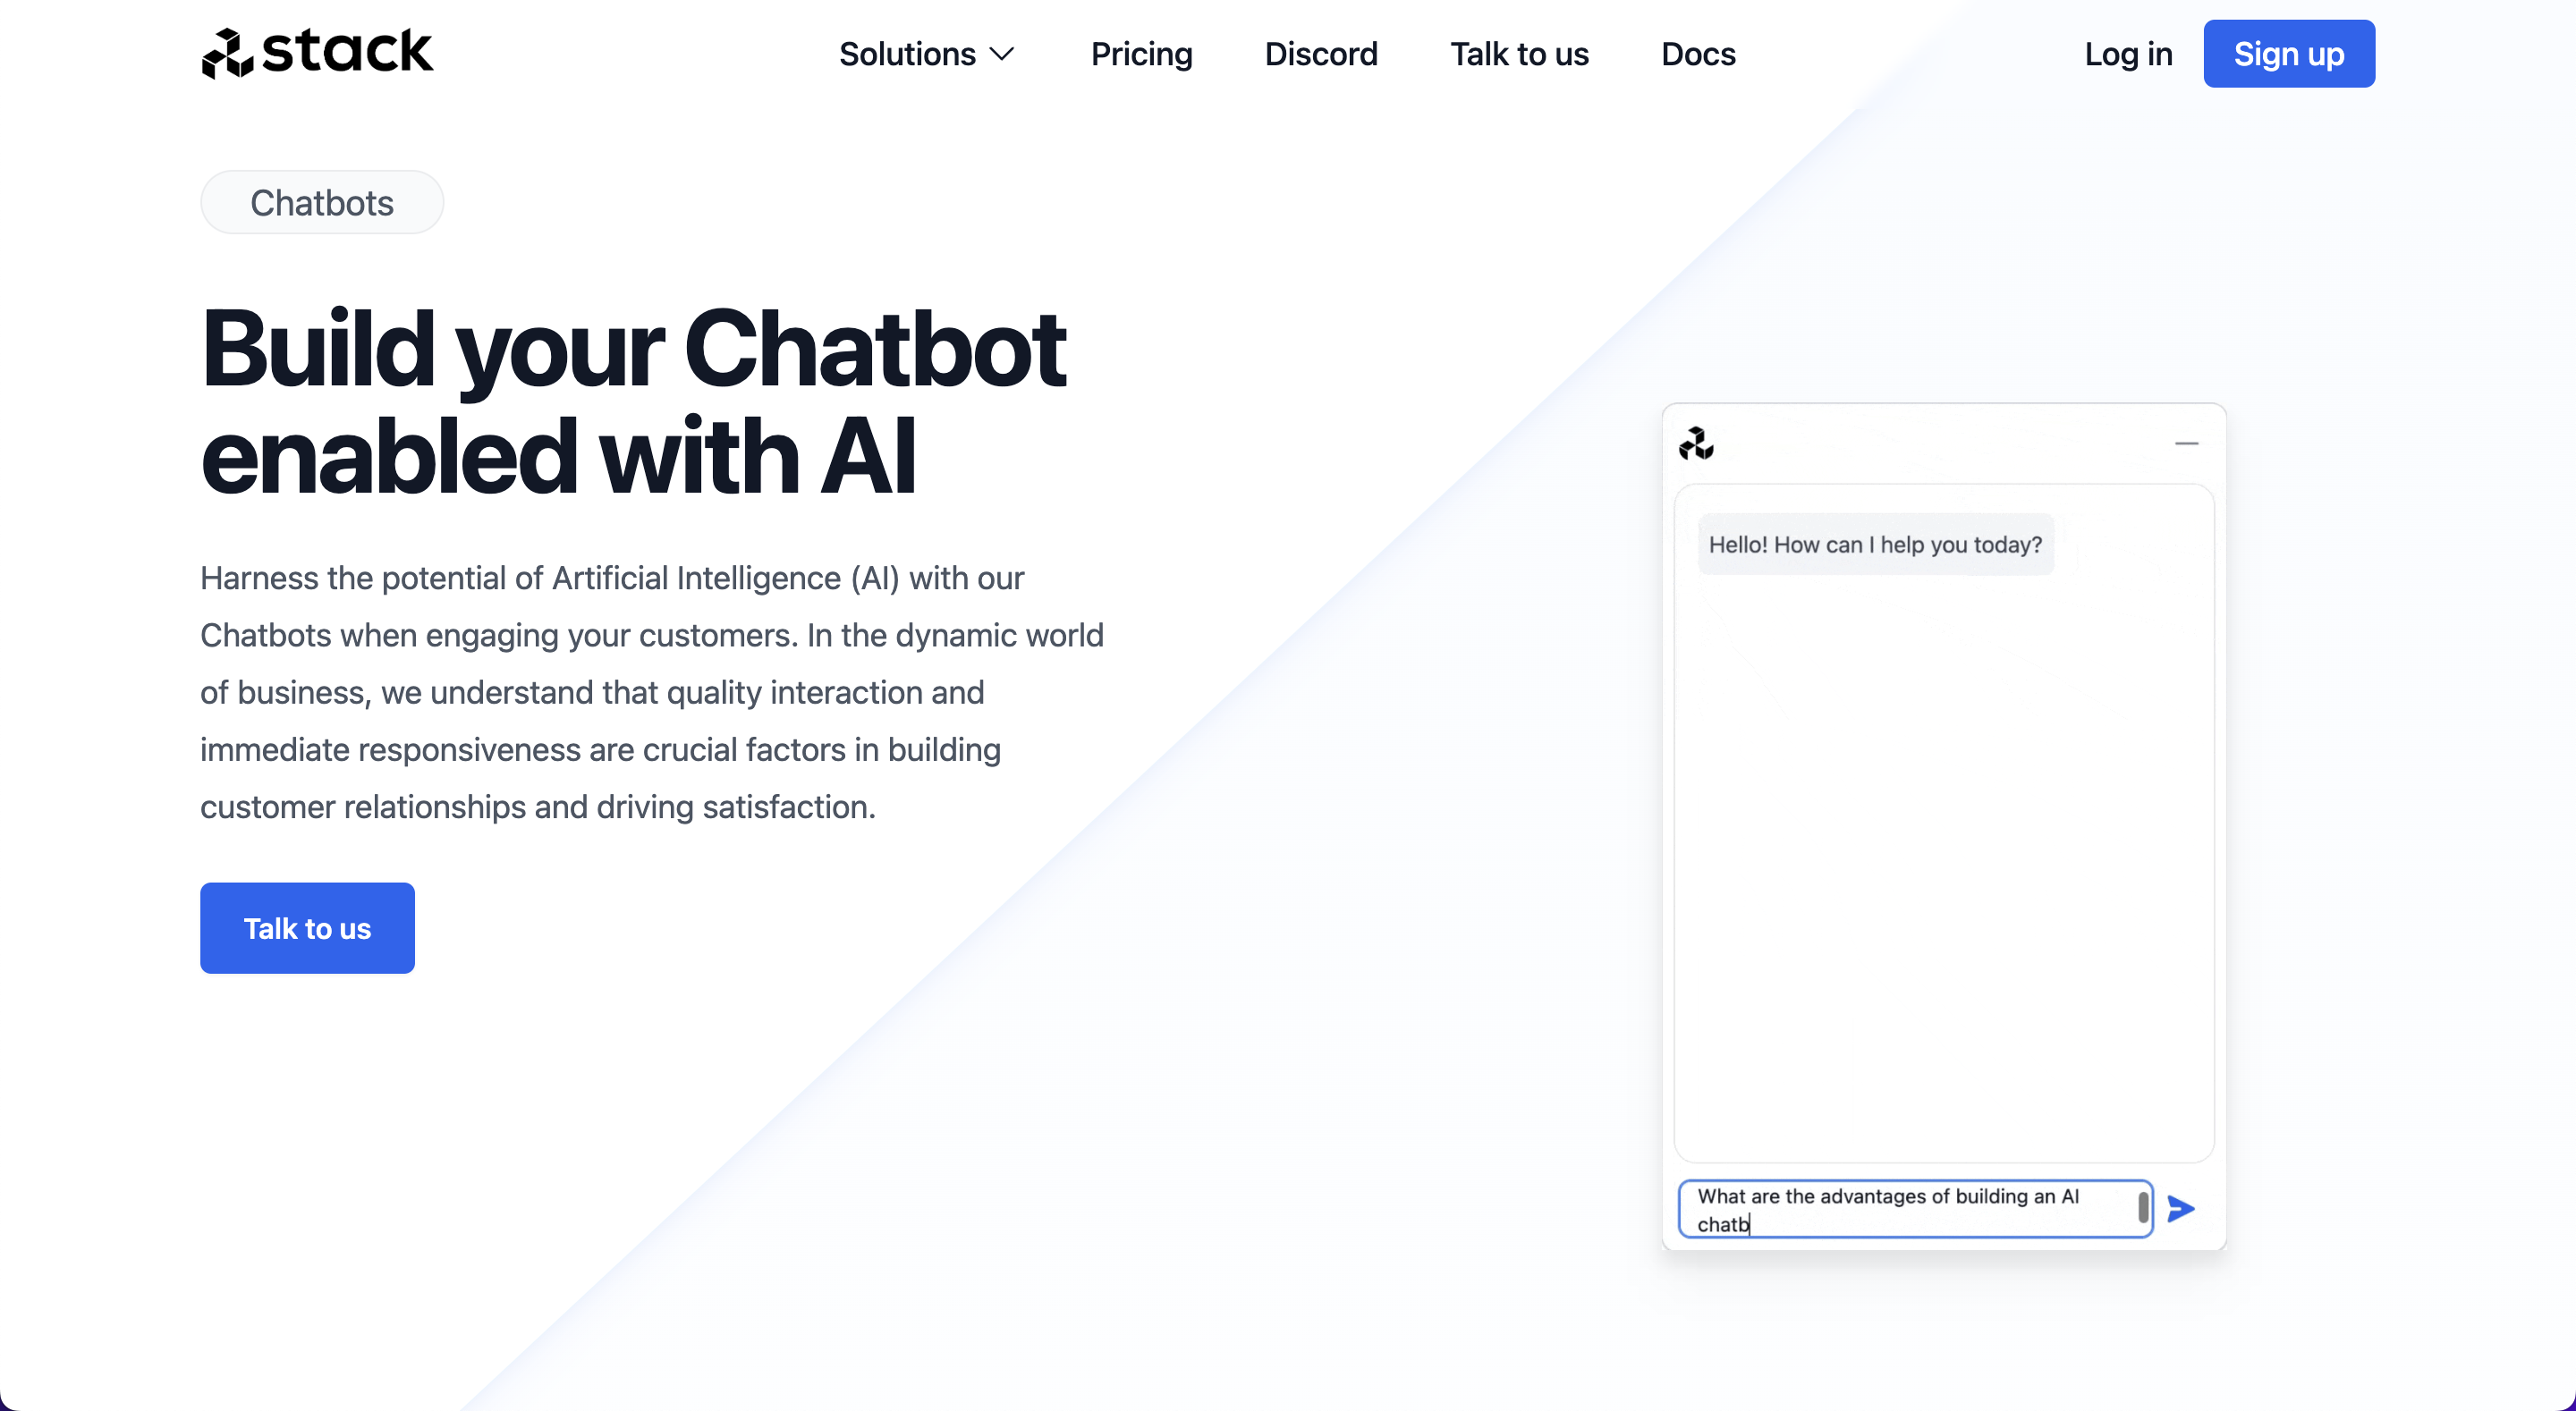 stack
Solutions
Pricing
Discord
Talk to us
Docs
Log in
Sign up
Chatbots
Build your Chatbot
enabled with AI
Harness the potential of Artificial Intelligence (AI) with our
Chatbots when engaging your customers. In the dynamic world
of business, we understand that quality interaction and
immediate responsiveness are crucial factors in building
customer relationships and driving satisfaction.
Talk to us
Hello! How can I help you today?
What are the advantages of building an AI
chatb